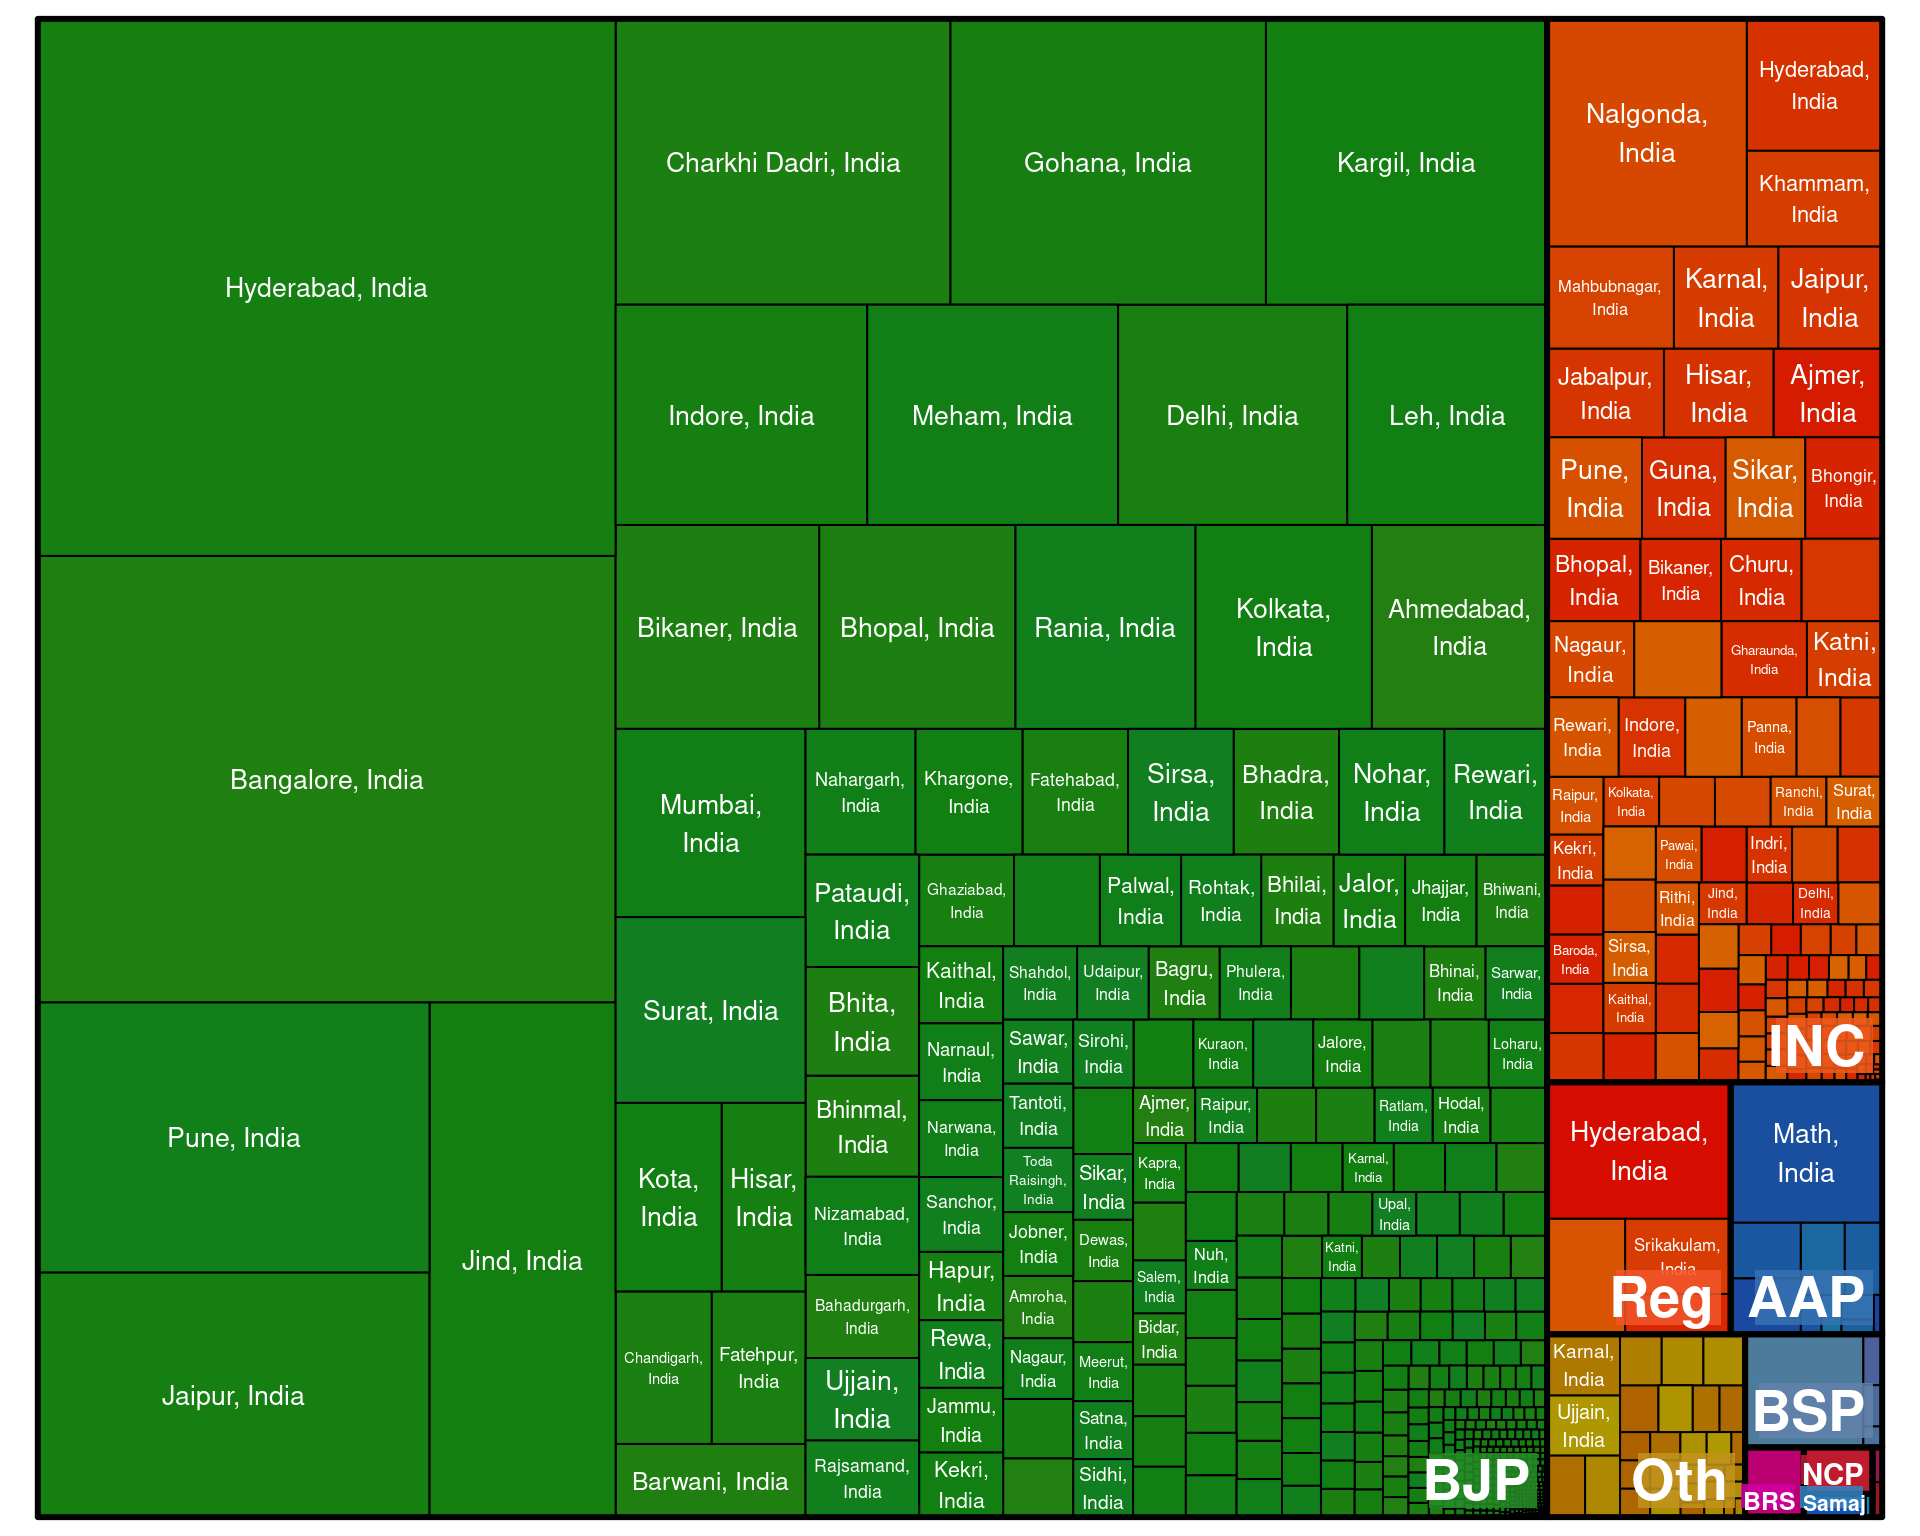 Hyderabad, India
Bangalore, India
Pune, India
Jaipur, India
Jind, India
Charkhi Dadri, India
Gohana, India
Kargil, India
Indore, India
Meham, India
Delhi, India
Leh, India
Bikaner, India
Bhopal, India
Rania, India
Kolkata,
India
Ahmedabad,
India
Mumbai,
India
Surat, India
Kota,
India
Hisar,
India
Chandigarh,
India
Fatehpur,
India
Barwani, India
Nahargarh,
India
Khargone,
India
Fatehabad,
India
Sirsa,
India
Bhadra,
India
Nohar,
India
Rewari,
India
Pataudi,
India
Bhita,
India
Bhinmal,
India
Nizamabad,
India
Bahadurgarh,
India
Ujjain,
India
Rajsamand,
India
Ghaziabad,
India
Palwal,
India
Rohtak,
India
Bhilai,
India
Jalor,
India
Jhajjar,
India
Bhiwani,
India
Kaithal,
India
Narnaul,
India
Narwana,
India
Sanchor,
India
Hapur,
India
Rewa,
India
Jammu,
India
Kekri,
India
Shahdol,
India
Udaipur,
India
Bagru,
India
Phulera,
India
Bhinai,
India
Sarwar,
India
Sawar,
India
Tantoti,
India
Toda
Raisingh,
India
Jobner,
India
Amroha,
India
Nagaur,
India
Sirohi,
India
Kuraon,
India
Jalore,
India
Loharu,
India
Sikar,
India
Dewas,
India
Meerut,
India
Satna,
India
Sidhi,
India
Ajmer,
India
Raipur,
India
Ratlam,
India
Hodal,
India
Kapra,
India
Karnal,
India
Salem,
India
Bidar,
India
Nuh,
India
Upal,
India
Katni,
India
BJP
Nalgonda,
India
Hyderabad,
India
Khammam,
India
Mahbubnagar,
India
Karnal,
India
Jaipur,
India
Jabalpur,
India
Hisar,
India
Ajmer,
India
Pune,
India
Guna,
India
Sikar,
India
Bhongir,
India
Bhopal,
India
Bikaner,
India
Churu,
India
Nagaur,
India
Gharaunda,
India
Katni,
India
Rewari,
India
Indore,
India
Panna,
India
Raipur,
India
Kolkata,
India
Ranchi,
India
Surat,
India
Kekri,
India
Pawai,
India
Indri,
India
Rithi,
India
Jind,
India
Delhi,
India
Baroda,
India
Sirsa,
India
Kaithal,
India
INC
Hyderabad,
India
Srikakulam,
India
Reg
Math,
India
AAP
Karnal,
India
Ujjain,
India
Oth
BSP
BRS
NCP
Samaj